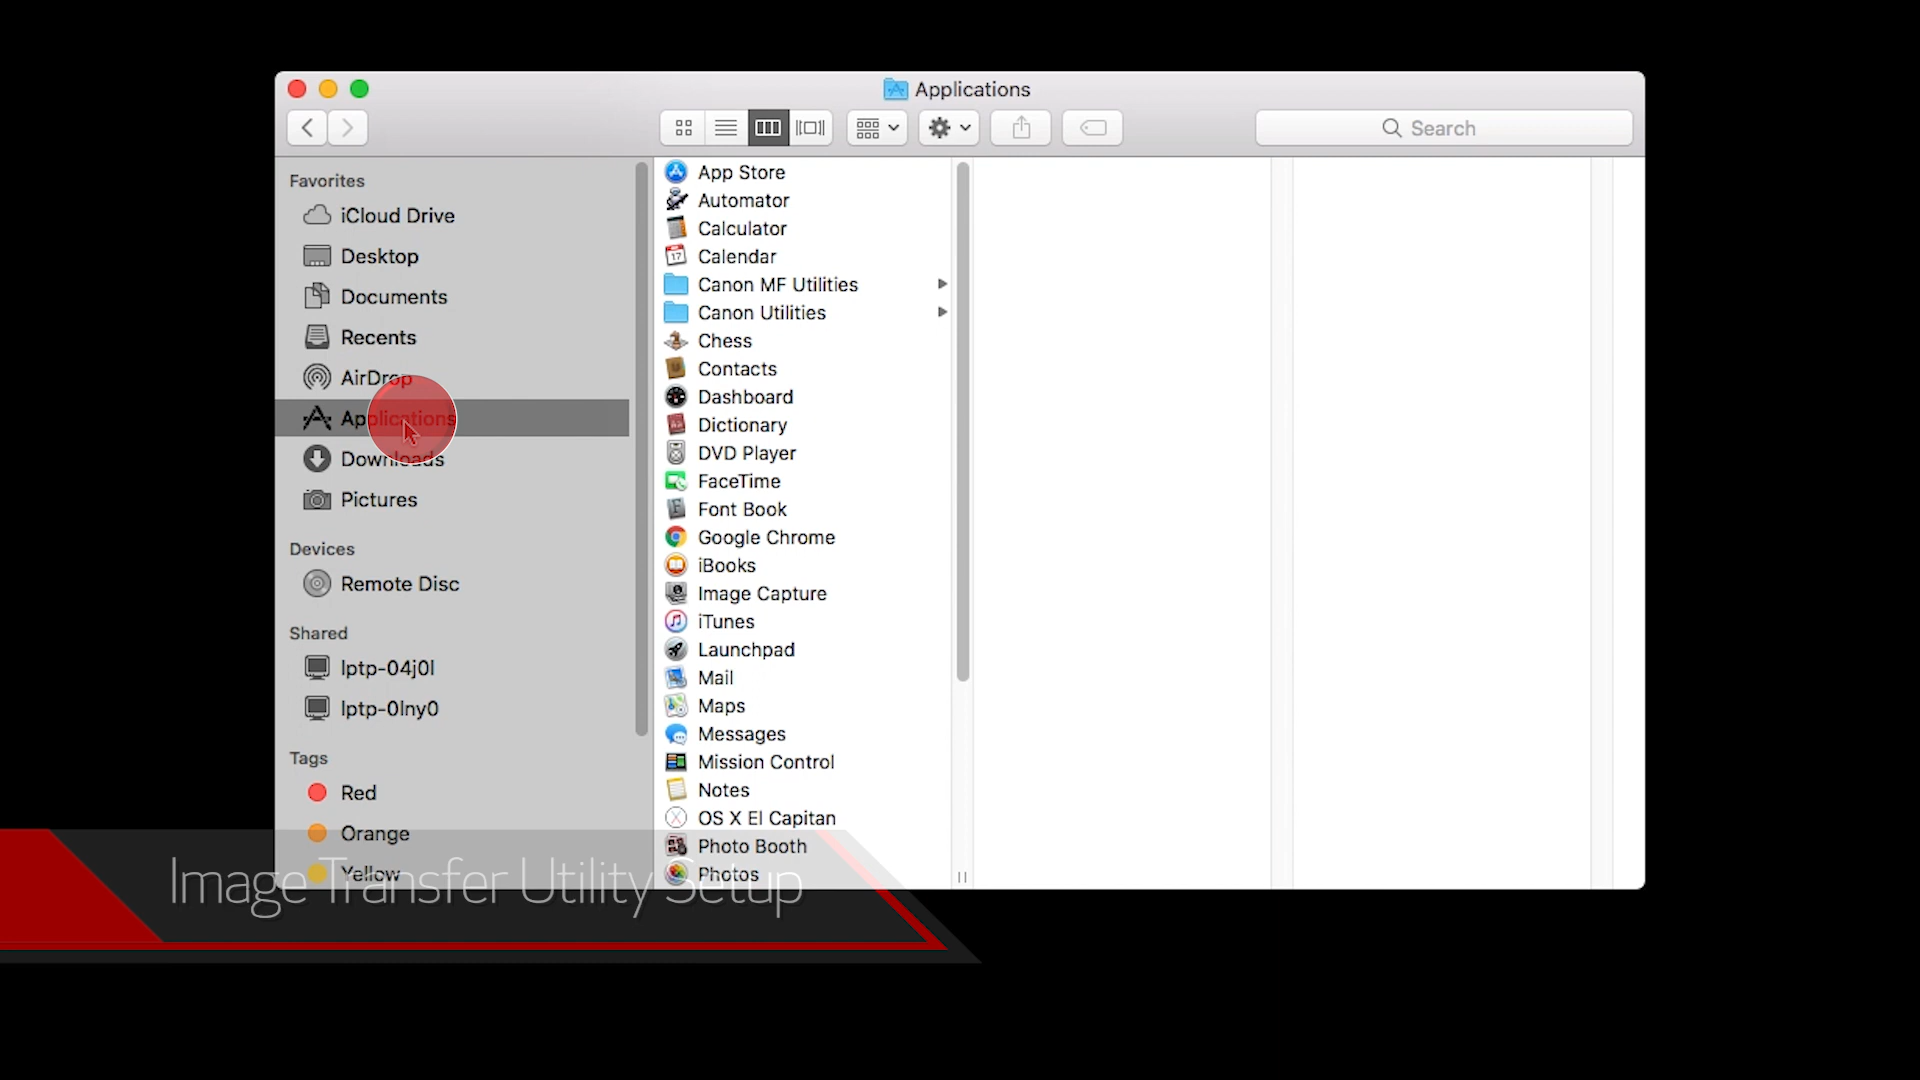 Applications
Search
Favorites
iCloud Drive
Desktop
Documents
Recents
AirDrop
Applications
Downloads
Pictures
Devices
Remote Disc
Shared
lptp-04j0l
lptp-0lny0
Tags
Red
Orange
Yellow
App Store
Automator
Calculator
17
Calendar
Canon MF Utilities
Canon Utilities
Chess
Contacts
Dashboard
Dictionary
DVD Player
FaceTime
Font Book
Google Chrome
iBooks
Image Capture
iTunes
Launchpad
Mail
Maps
Messages
Mission Control
Notes
OS X El Capitan
Photo Booth
Photos
Image Transfer Utility Setup